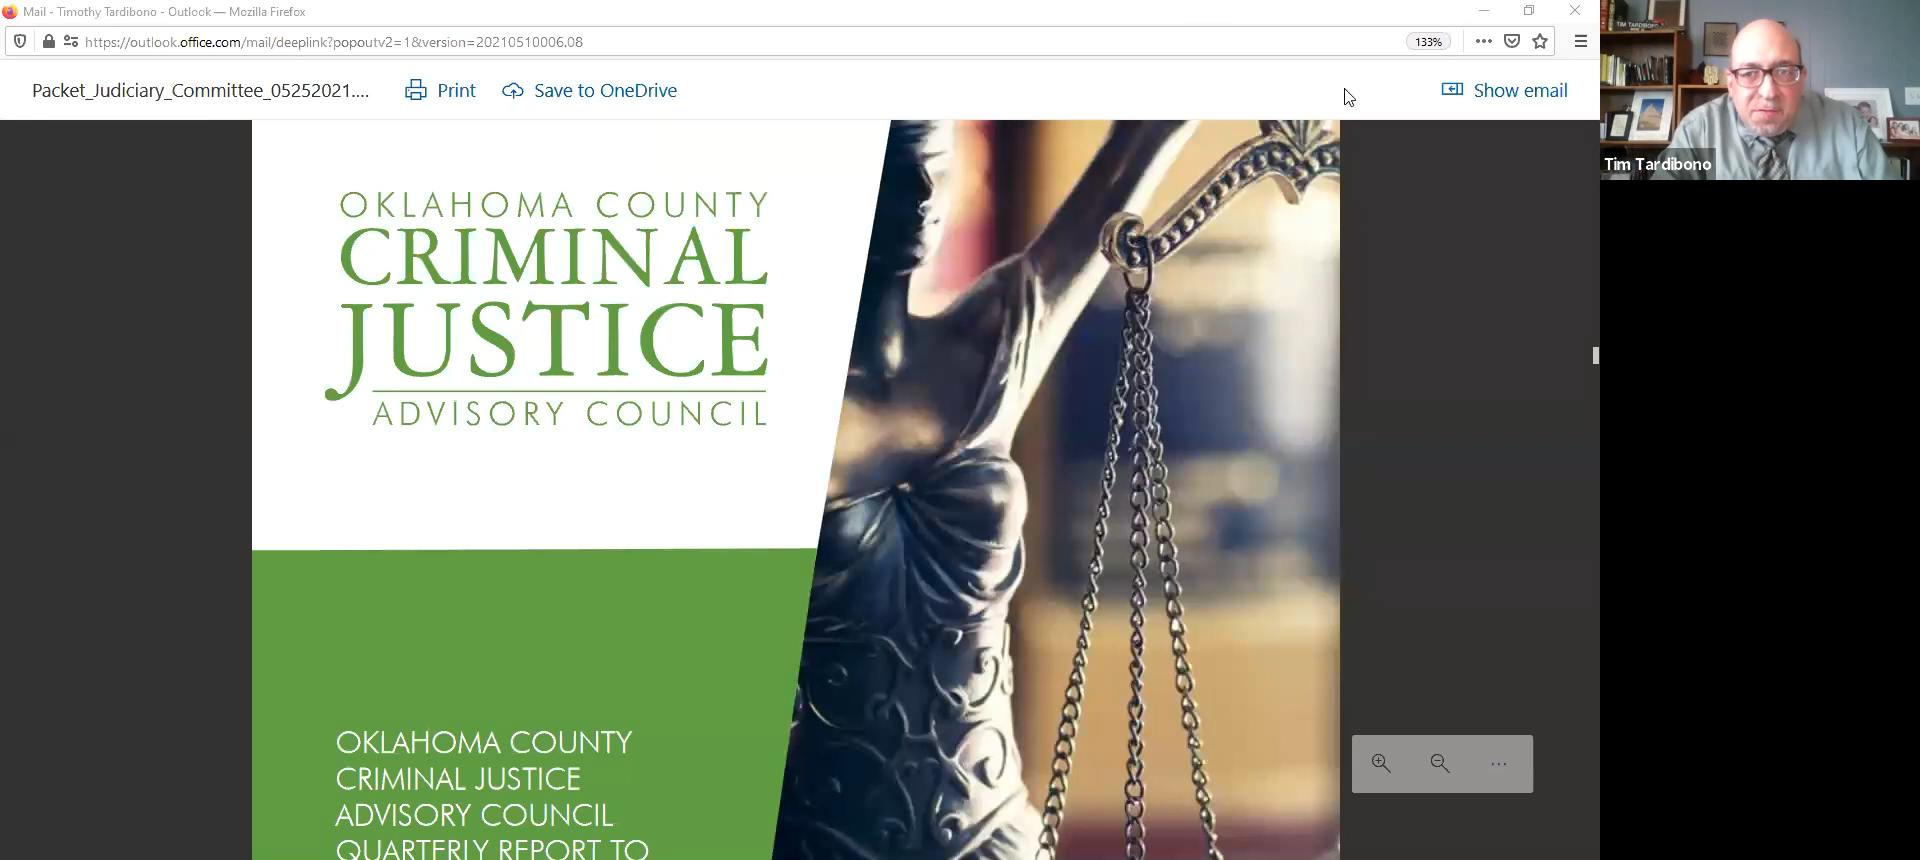 Mail - Timothy Tardibono - Outlook — Mozilla Firefox
https://outlook.office.com/mail/deeplink?popoutv2=1&version=20210510006.08
133%
Packet_Judiciary_Committee_05252021....
Print
Save to OneDrive
Show email
TIM TARDIBONO
Tim Tardibono
OKLAHOMA COUNTY
CRIMINAL
JUSTICE
ADVISORY COUNCIL
OKLAHOMA COUNTY
CRIMINAL JUSTICE
ADVISORY COUNCIL
QUARTERLY REPORT TO